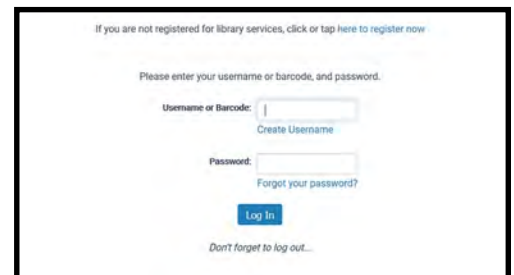 If you are not registered for library services, click or tap here to register now
Please enter your username or barcode, and password.
Username or Barcode:
Create Username
Password:
Forgot your password?
Log In
Don't forget to log out...